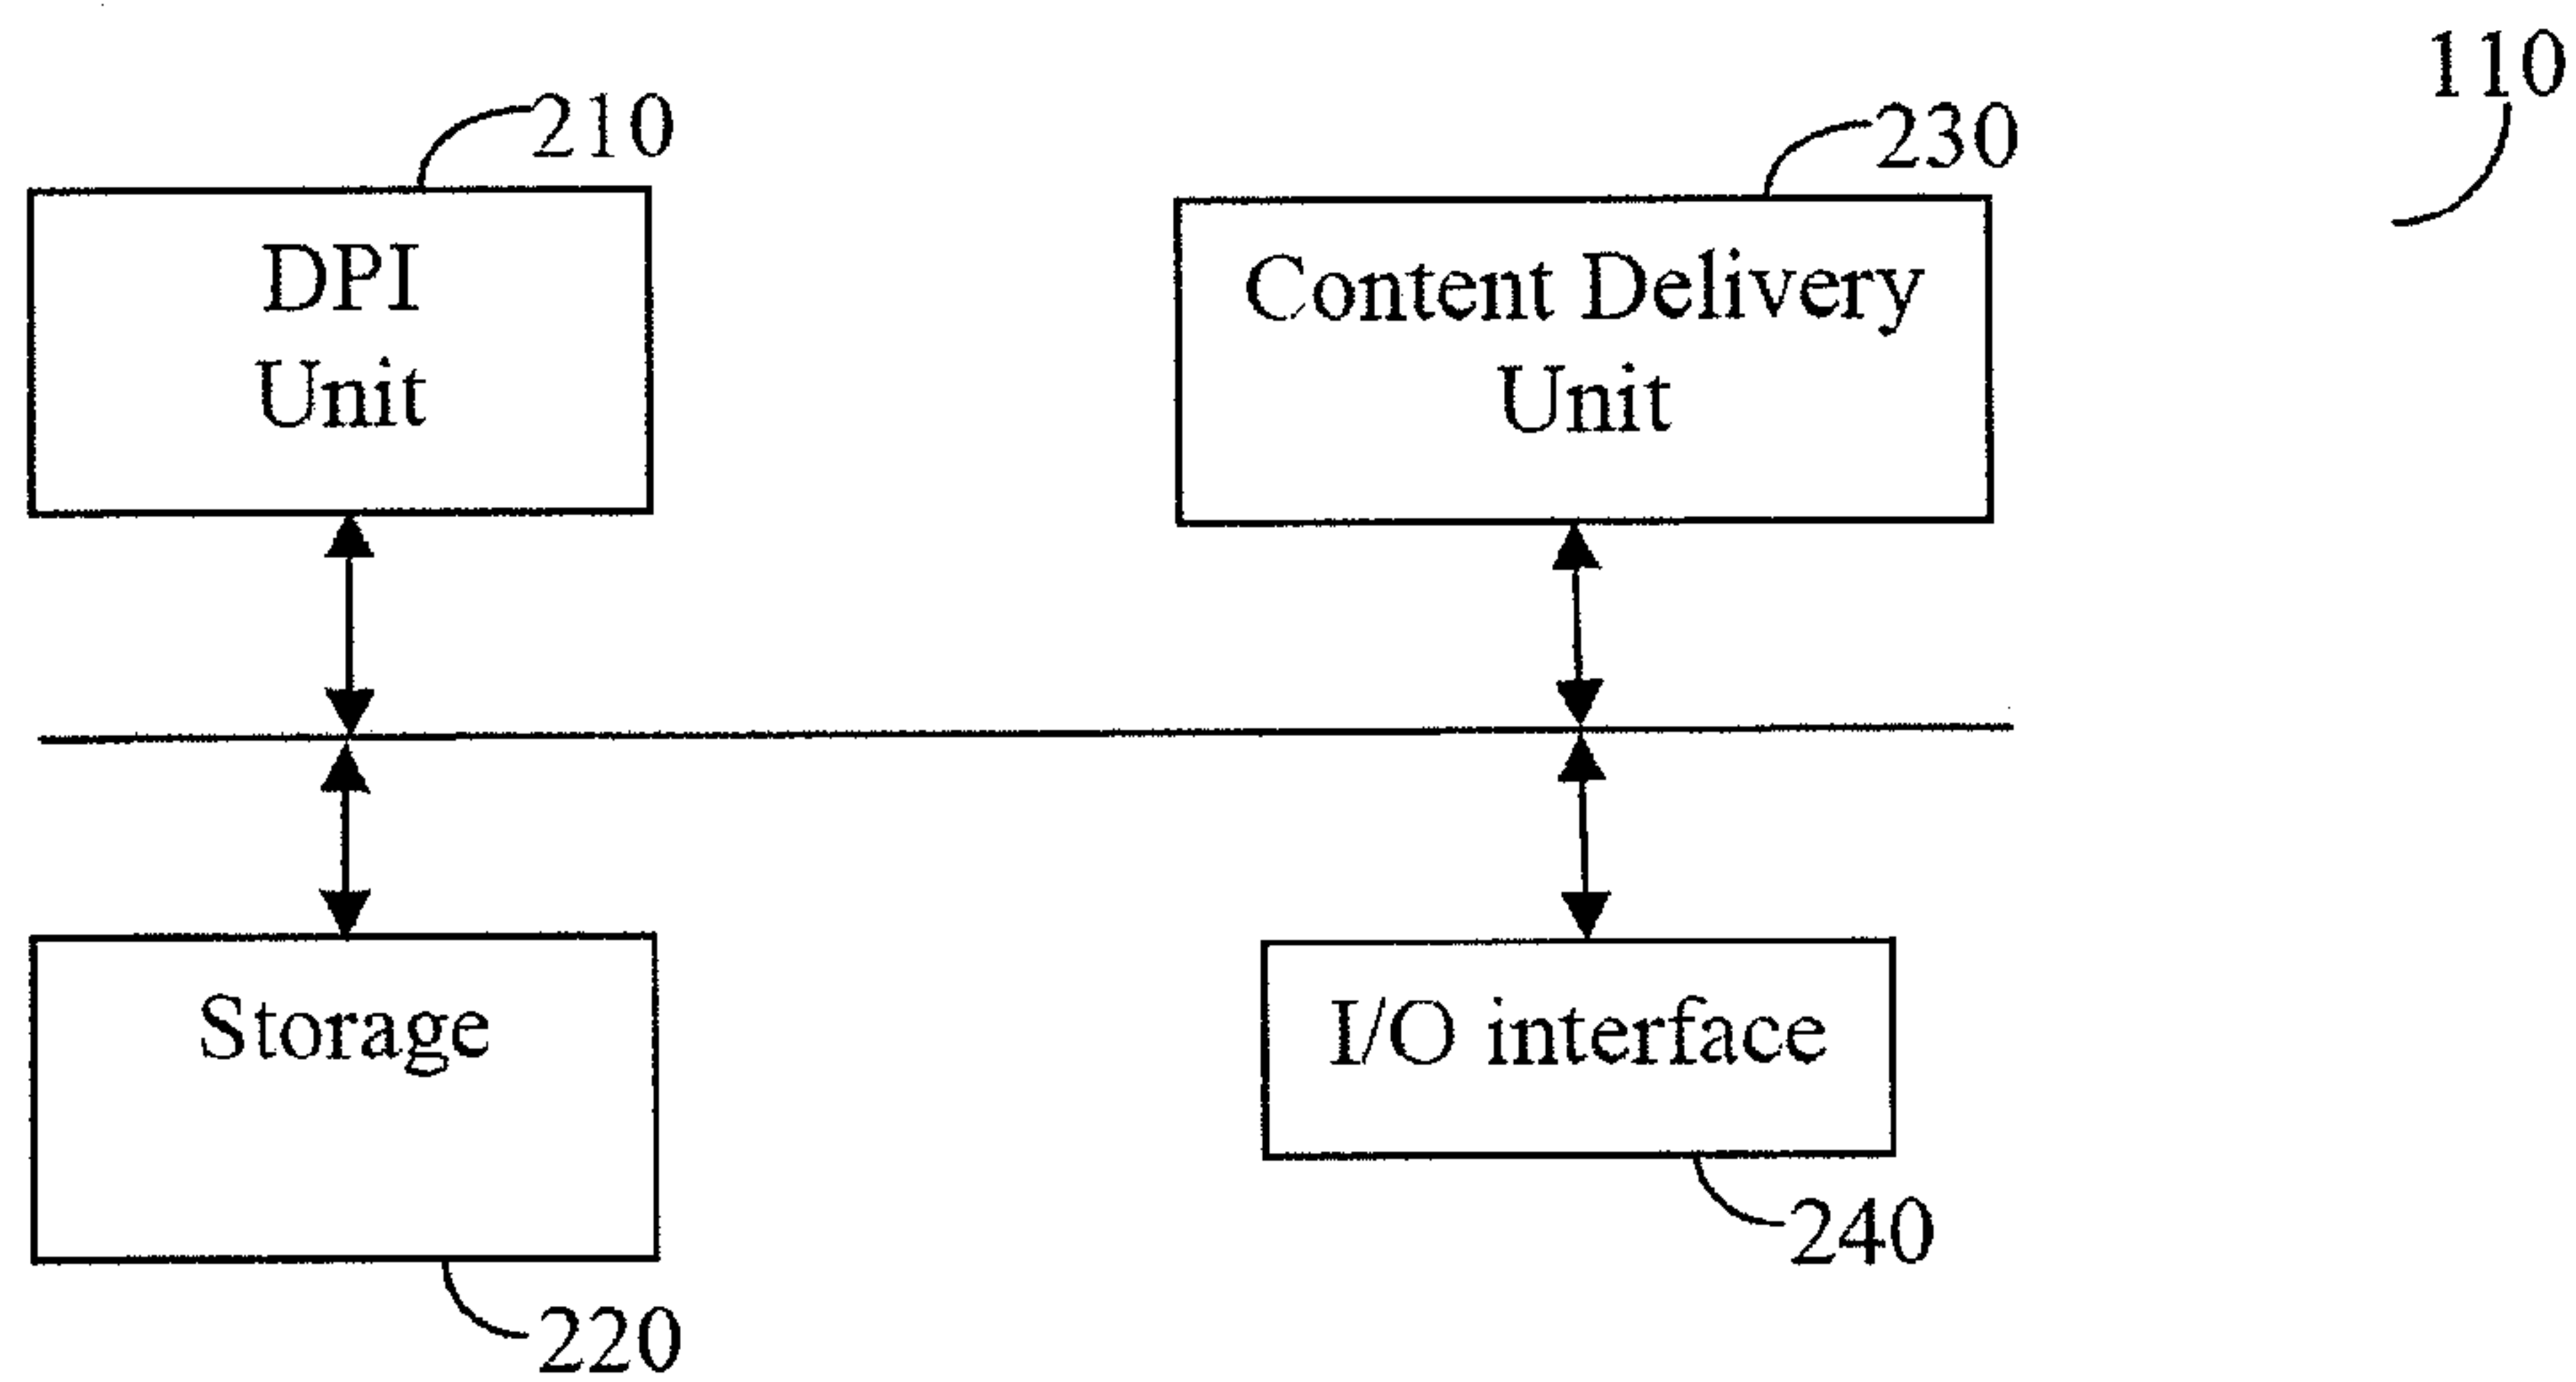 110
210
230
DPI
Unit
Content Delivery
Unit
Storage
I/O interface
240
220